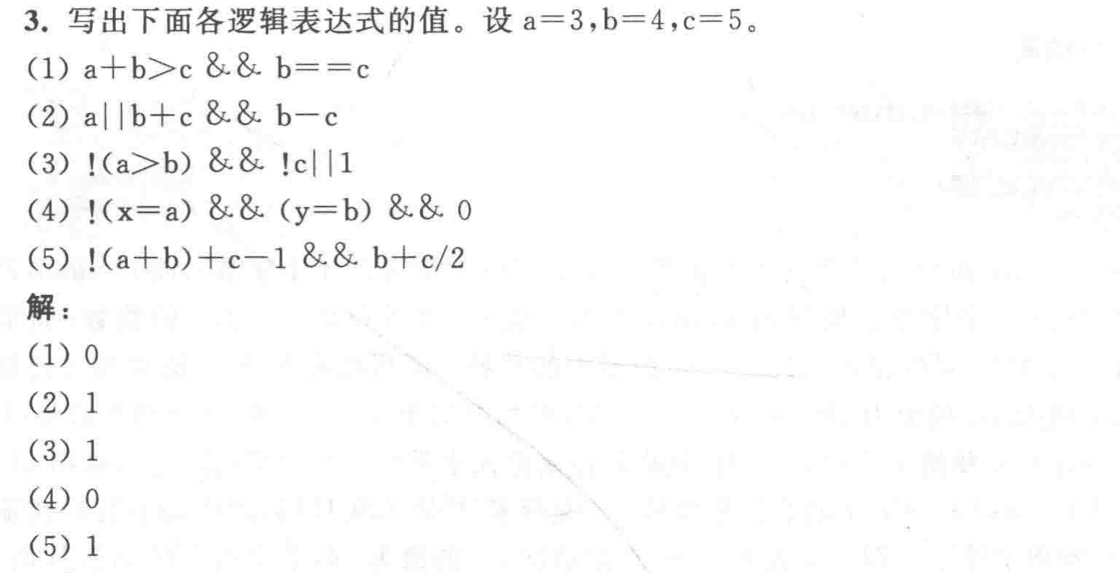 3. 写出下面各逻辑表达式的值。设 a=3,b=4,c=5。
(1) a+b>c && b==c
(2) a||b+c && b-c
(3) !(a>b) && !c||1
(4) !(x=a) && (y=b) && 0
(5) !(a+b)+c-1 && b+c/2
解：
(1) 0
(2) 1
(3) 1
(4) 0
(5) 1